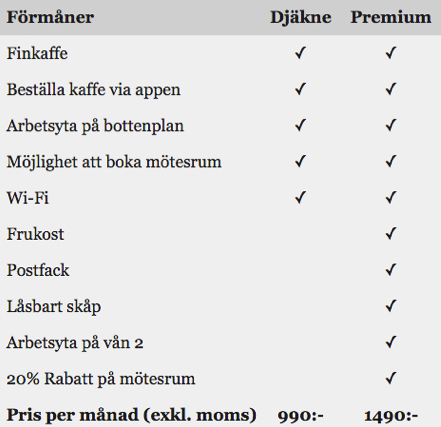 Förmåner Djäkne Premium
Finkaffe ✓ ✓
Beställa kaffe via appen ✓ ✓
Arbetsyta på bottenplan ✓ ✓
Möjlighet att boka mötesrum ✓ ✓
Wi-Fi ✓ ✓
Frukost ✓
Postfack ✓
Låsbart skåp ✓
Arbetsyta på vån 2 ✓
20% Rabatt på mötesrum ✓
Pris per månad (exkl. moms) 990:- 1490:-